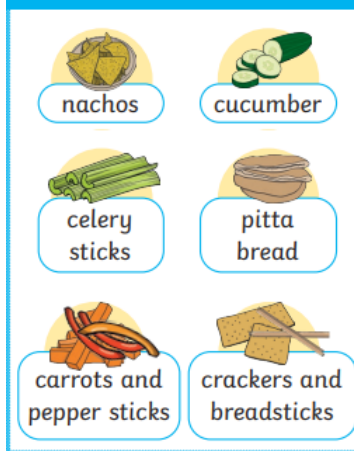 nachos
cucumber
celery
sticks
pitta
bread
carrots and
pepper sticks
crackers and
breadsticks